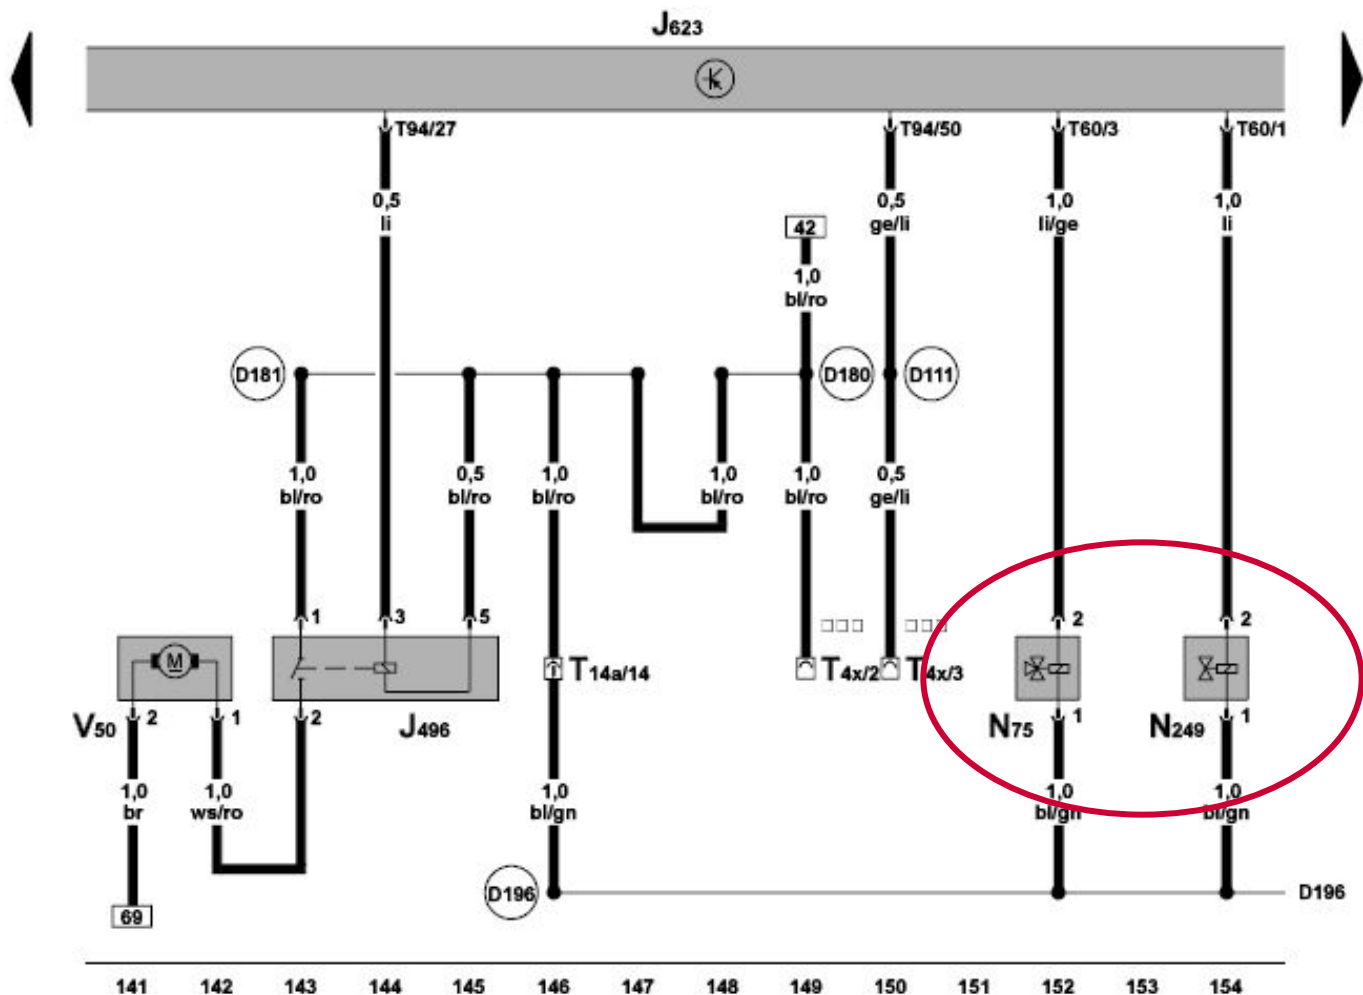 J623
T94/27
T94/50
T60/3
T60/1
0,5
li
0,5
ge/li
1,0
li/ge
1,0
li
42
1,0
bl/ro
D181
D180
D111
1,0
bl/ro
0,5
bl/ro
1,0
bl/ro
1,0
bl/ro
1,0
bl/ro
0,5
ge/li
1
3
5
2
2
M
T14a/14
T4x/2
T4x/3
V50
2
1
2
J496
N75
1
N249
1
1,0
br
1,0
ws/ro
1,0
bl/gn
1,0
bl/gn
1,0
bl/gn
D196
D196
69
141 142 143 144 145 146 147 148 149 150 151 152 153 154